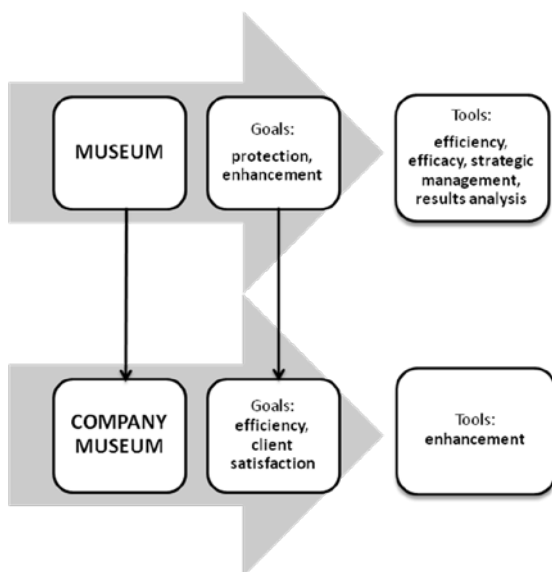 MUSEUM
Goals:
protection,
enhancement
Tools:
efficiency,
efficacy, strategic
management,
results analysis
COMPANY
MUSEUM
Goals:
efficiency,
client
satisfaction
Tools:
enhancement